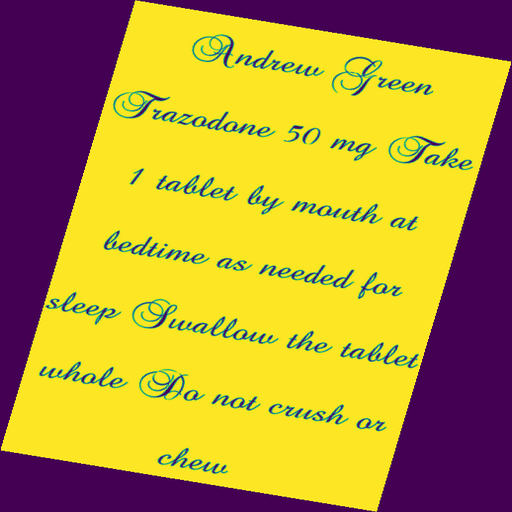 Andrew Green
Trazodone 50 mg Take
1 tablet by mouth at
bedtime as needed for
sleep Swallow the tablet
whole Do not crush or
chew